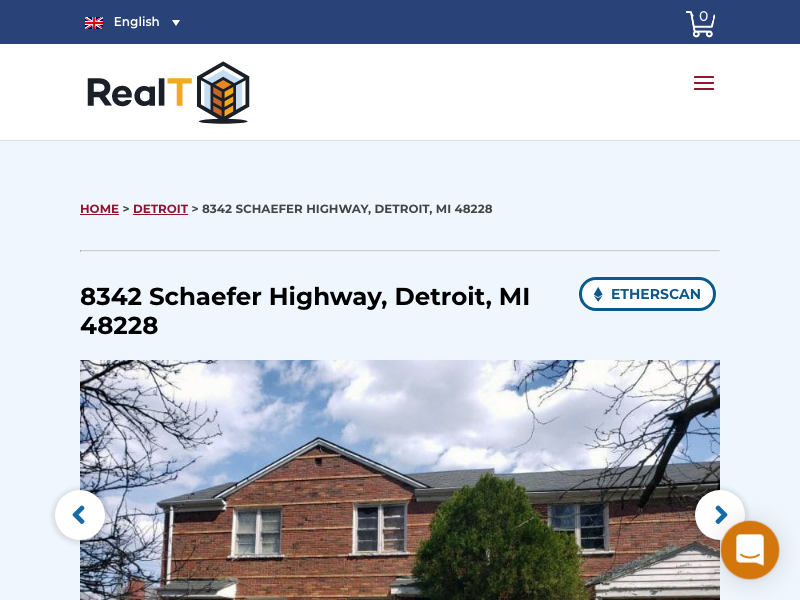 English
0
RealT
HOME > DETROIT > 8342 SCHAEFER HIGHWAY, DETROIT, MI 48228
8342 Schaefer Highway, Detroit, MI
48228
ETHERSCAN